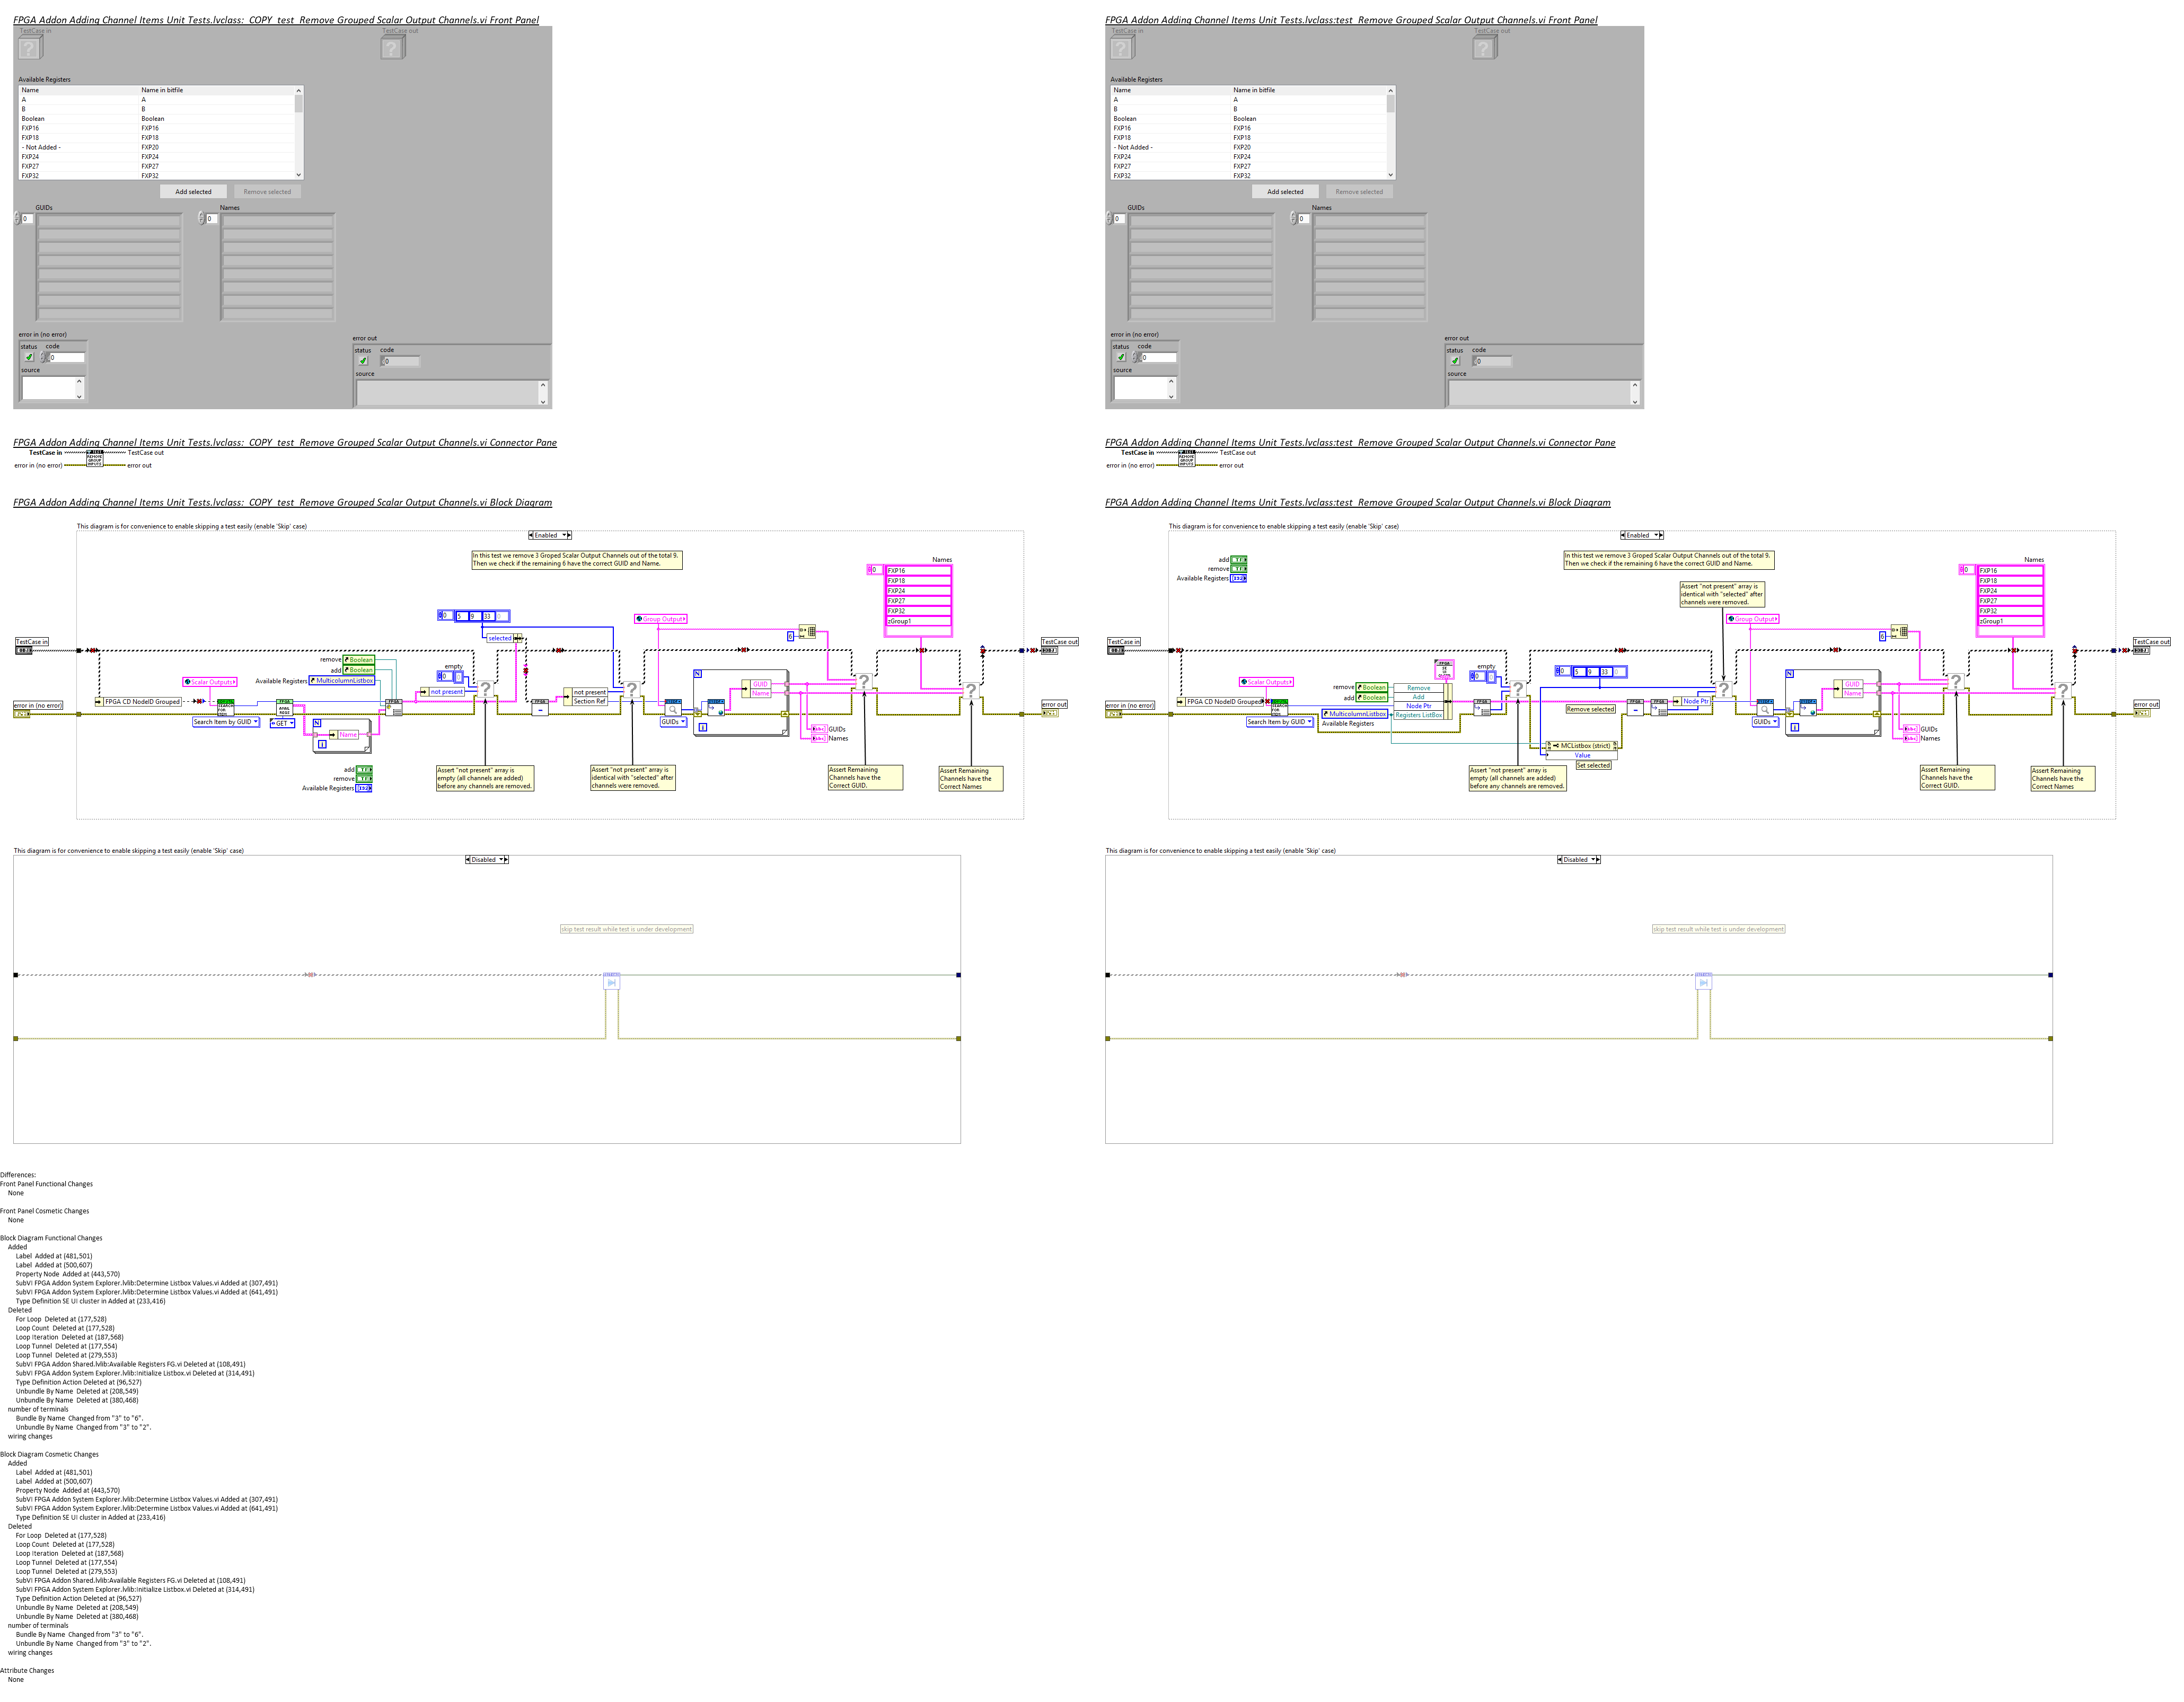 FPGA Addon Adding Channel Items Unit Tests.lvclass:_COPY_test_Remove Grouped Scalar Output Channels.vi Front Panel
TestCase in
TestCase out
Available Registers
Name Name in bitfile
A A
B B
Boolean Boolean
FXP16 FXP16
FXP18 FXP18
- Not Added - FXP20
FXP24 FXP24
FXP27 FXP27
FXP32 FXP32
Add selected Remove selected
GUIDs Names
0 0
error in (no error)
status code
0
source
error out
status code
0
source
FPGA Addon Adding Channel Items Unit Tests.lvclass:_COPY_test_Remove Grouped Scalar Output Channels.vi Connector Pane
TestCase in TestCase out
error in (no error) error out
FPGA Addon Adding Channel Items Unit Tests.lvclass:_COPY_test_Remove Grouped Scalar Output Channels.vi Block Diagram
This diagram is for convenience to enable skipping a test easily (enable 'Skip' case)
Enabled
In this test we remove 3 Groped Scalar Output Channels out of the total 9.
Then we check if the remaining 6 have the correct GUID and Name.
Names
0
FXP16
FXP18
FXP24
FXP27
FXP32
zGroup1
0 5 9 33
Group Output
selected
6
TestCase in
TestCase out
remove Boolean
add Boolean
Available Registers MulticolumnListbox
empty
0
not present
Scalar Outputs
FPGA CD NodeID Grouped
Search Item by GUID
GET
N
Name
i
not present
Section Ref
GUIDs
N
GUID
Name
i
GUIDs
Names
error in (no error)
error out
add
remove
Available Registers
Assert "not present" array is
empty (all channels are added)
before any channels are removed.
Assert "not present" array is
identical with "selected" after
channels were removed.
Assert Remaining
Channels have the
Correct GUID.
Assert Remaining
Channels have the
Correct Names
This diagram is for convenience to enable skipping a test easily (enable 'Skip' case)
Disabled
skip test result while test is under development
FPGA Addon Adding Channel Items Unit Tests.lvclass:test_Remove Grouped Scalar Output Channels.vi Front Panel
TestCase in
TestCase out
Available Registers
Name Name in bitfile
A A
B B
Boolean Boolean
FXP16 FXP16
FXP18 FXP18
- Not Added - FXP20
FXP24 FXP24
FXP27 FXP27
FXP32 FXP32
Add selected Remove selected
GUIDs Names
0 0
error in (no error)
status code
0
source
error out
status code
0
source
FPGA Addon Adding Channel Items Unit Tests.lvclass:test_Remove Grouped Scalar Output Channels.vi Connector Pane
TestCase in TestCase out
error in (no error) error out
FPGA Addon Adding Channel Items Unit Tests.lvclass:test_Remove Grouped Scalar Output Channels.vi Block Diagram
This diagram is for convenience to enable skipping a test easily (enable 'Skip' case)
Enabled
add
remove
Available Registers
In this test we remove 3 Groped Scalar Output Channels out of the total 9.
Then we check if the remaining 6 have the correct GUID and Name.
Assert "not present" array is
identical with "selected" after
channels were removed.
Names
0
FXP16
FXP18
FXP24
FXP27
FXP32
zGroup1
Group Output
6
TestCase in
TestCase out
empty
0
0 5 9 33
Scalar Outputs
remove Boolean
add Boolean
MulticolumnListbox
Available Registers
Remove
Add
Node Ptr
Registers ListBox
FPGA CD NodeID Grouped
Search Item by GUID
Remove selected
Node Ptr
GUIDs
N
GUID
Name
i
GUIDs
Names
MCListbox (strict)
Value
Set selected
error in (no error)
error out
Assert "not present" array is
empty (all channels are added)
before any channels are removed.
Assert Remaining
Channels have the
Correct GUID.
Assert Remaining
Channels have the
Correct Names
This diagram is for convenience to enable skipping a test easily (enable 'Skip' case)
Disabled
skip test result while test is under development
Differences:
Front Panel Functional Changes
None
Front Panel Cosmetic Changes
None
Block Diagram Functional Changes
Added
Label Added at (481,501)
Label Added at (500,607)
Property Node Added at (443,570)
SubVI FPGA Addon System Explorer.lvlib:Determine Listbox Values.vi Added at (307,491)
SubVI FPGA Addon System Explorer.lvlib:Determine Listbox Values.vi Added at (641,491)
Type Definition SE UI cluster in Added at (233,416)
Deleted
For Loop Deleted at (177,528)
Loop Count Deleted at (177,528)
Loop Iteration Deleted at (187,568)
Loop Tunnel Deleted at (177,554)
Loop Tunnel Deleted at (279,553)
SubVI FPGA Addon Shared.lvlib:Available Registers FG.vi Deleted at (108,491)
SubVI FPGA Addon System Explorer.lvlib:Initialize Listbox.vi Deleted at (314,491)
Type Definition Action Deleted at (96,527)
Unbundle By Name Deleted at (208,549)
Unbundle By Name Deleted at (380,468)
number of terminals
Bundle By Name Changed from "3" to "6".
Unbundle By Name Changed from "3" to "2".
wiring changes
Block Diagram Cosmetic Changes
Added
Label Added at (481,501)
Label Added at (500,607)
Property Node Added at (443,570)
SubVI FPGA Addon System Explorer.lvlib:Determine Listbox Values.vi Added at (307,491)
SubVI FPGA Addon System Explorer.lvlib:Determine Listbox Values.vi Added at (641,491)
Type Definition SE UI cluster in Added at (233,416)
Deleted
For Loop Deleted at (177,528)
Loop Count Deleted at (177,528)
Loop Iteration Deleted at (187,568)
Loop Tunnel Deleted at (177,554)
Loop Tunnel Deleted at (279,553)
SubVI FPGA Addon Shared.lvlib:Available Registers FG.vi Deleted at (108,491)
SubVI FPGA Addon System Explorer.lvlib:Initialize Listbox.vi Deleted at (314,491)
Type Definition Action Deleted at (96,527)
Unbundle By Name Deleted at (208,549)
Unbundle By Name Deleted at (380,468)
number of terminals
Bundle By Name Changed from "3" to "6".
Unbundle By Name Changed from "3" to "2".
wiring changes
Attribute Changes
None